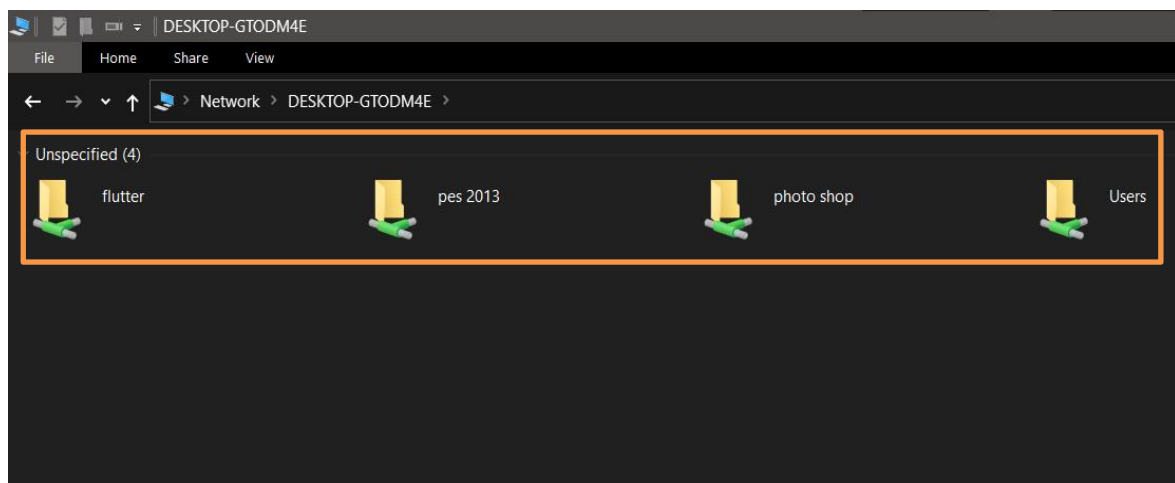 DESKTOP-GTODM4E
File Home Share View
Network > DESKTOP-GTODM4E >
Unspecified (4)
flutter pes 2013 photo shop Users